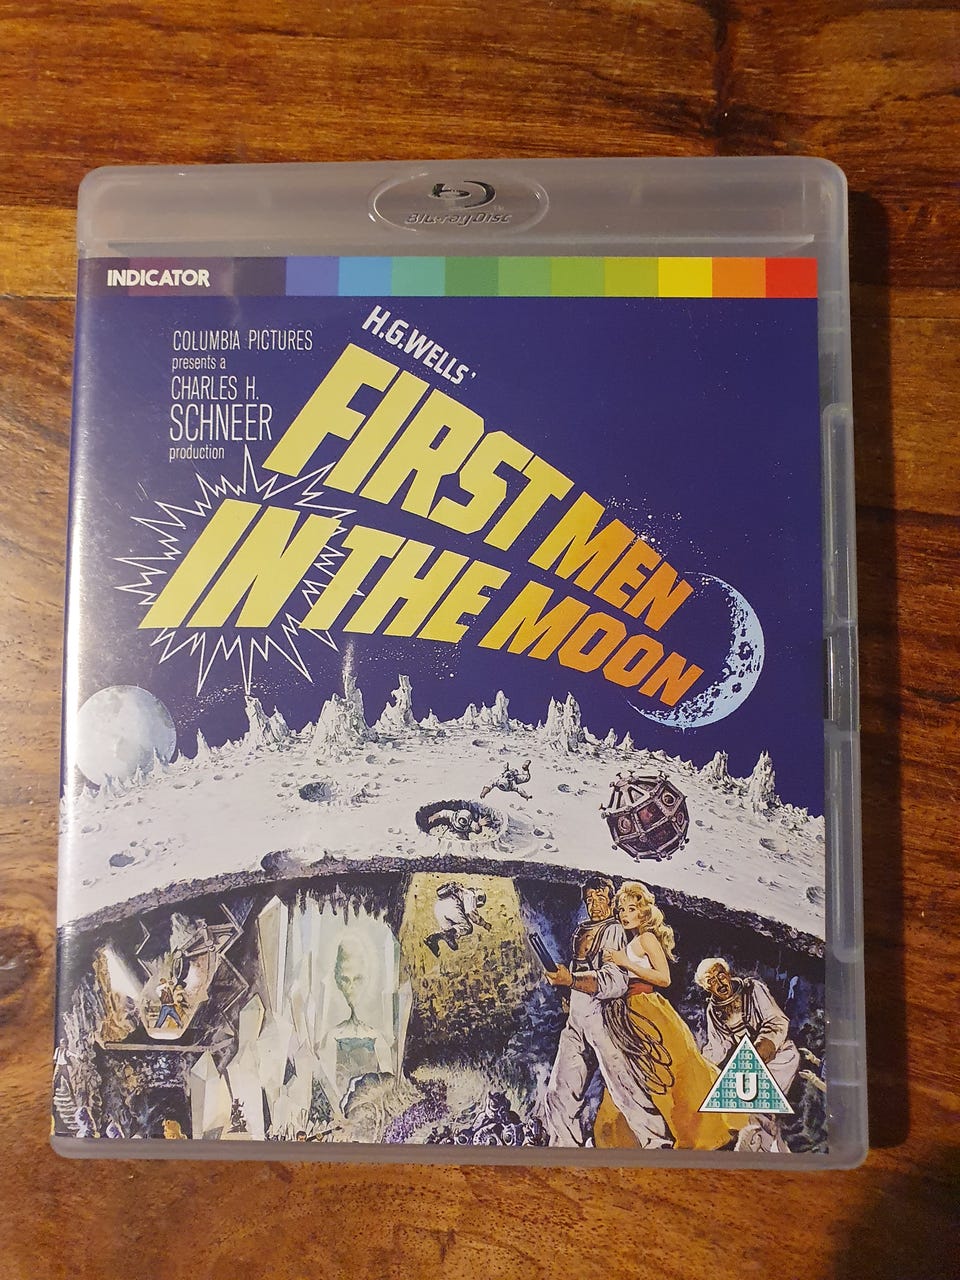 Blu-ray Disc
INDICATOR
COLUMBIA PICTURES
presents a
CHARLES H.
SCHNEER
production
H.G.WELLS'
FIRST MEN
IN THE MOON
U